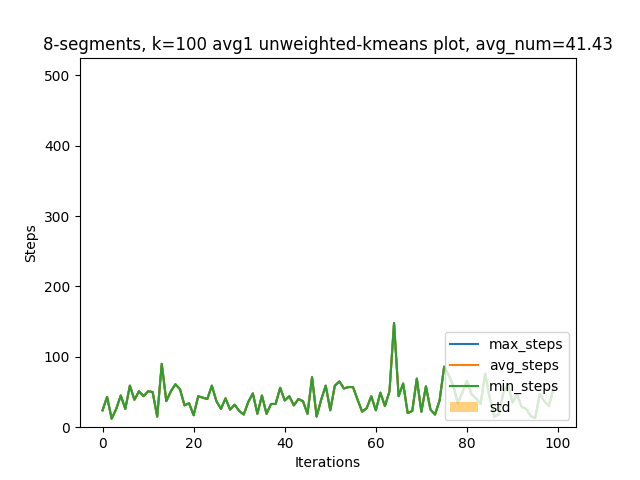 8-segments, k=100 avg1 unweighted-kmeans plot, avg_num=41.43
500
400
300
200
100
0
Steps
max_steps
avg_steps
min_steps
std
0 20 40 60 80 100
Iterations